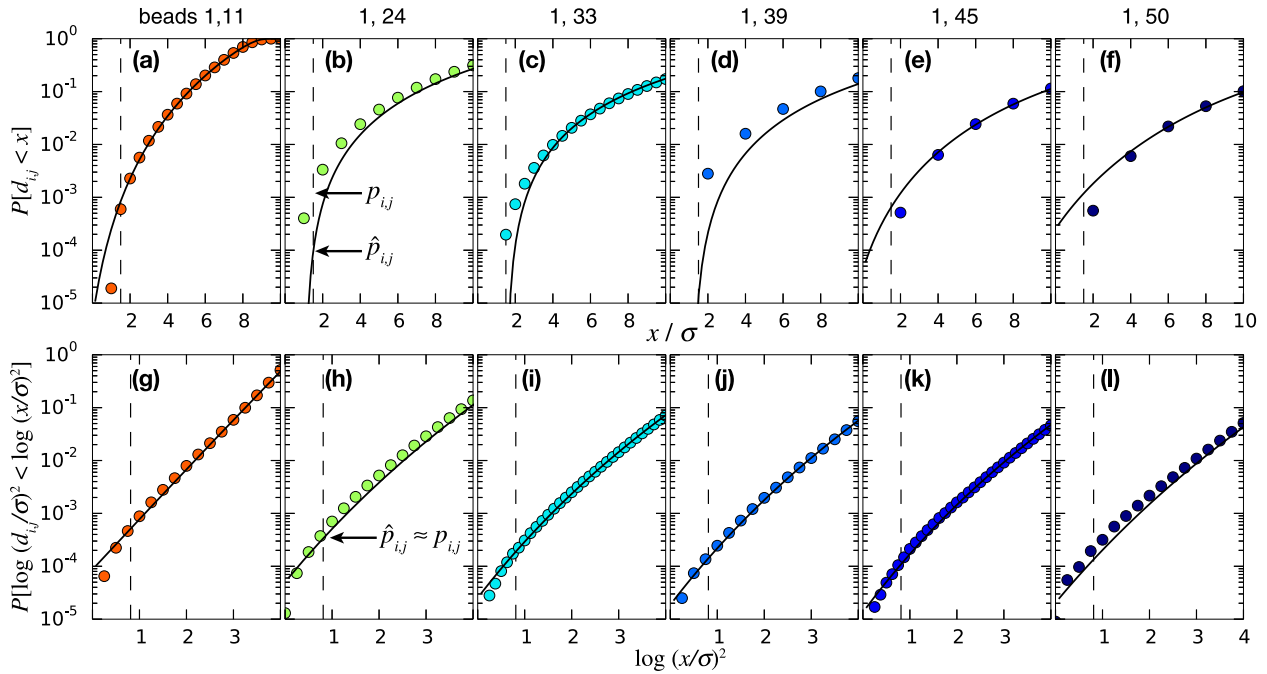 beads 1,11 1, 24 1, 33 1, 39 1, 45 1, 50
10⁰ (a) (b) (c) (d) (e) (f)
10⁻¹
10⁻²
10⁻³
10⁻⁴
10⁻⁵
P[d_{i,j} < x]
p_{i,j}
p̂_{i,j}
2 4 6 8 2 4 6 8 2 4 6 8 2 4 6 8 2 4 6 8 2 4 6 8 10
x / σ
10⁰ (g) (h) (i) (j) (k) (l)
10⁻¹
10⁻²
10⁻³
10⁻⁴
10⁻⁵
P[[log (d_{i,j}/σ)² < log (x/σ)²]
p̂_{i,j} ≈ p_{i,j}
1 2 3 1 2 3 1 2 3 1 2 3 1 2 3 1 2 3 4
log (x/σ)²